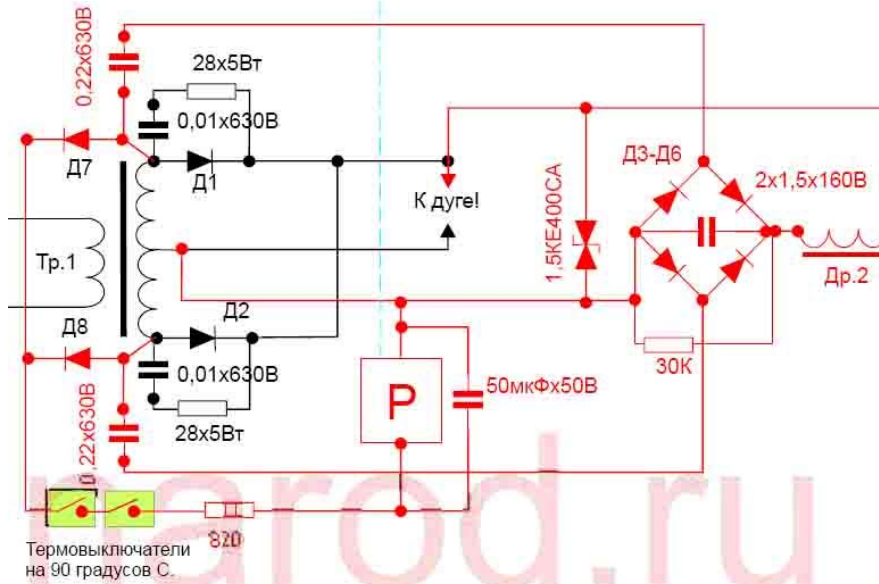 0,22x630В
28x5Вт
0,01x630В
Д7
Д1
К дуге!
Д3-Д6
2x1,5x160В
1,5КЕ400СА
Тр.1
Др.2
Д8
Д2
0,01x630В
30К
50мкФx50В
Р
0,22x630В
28x5Вт
820
narod.ru
Термовыключатели
на 90 градусов С.